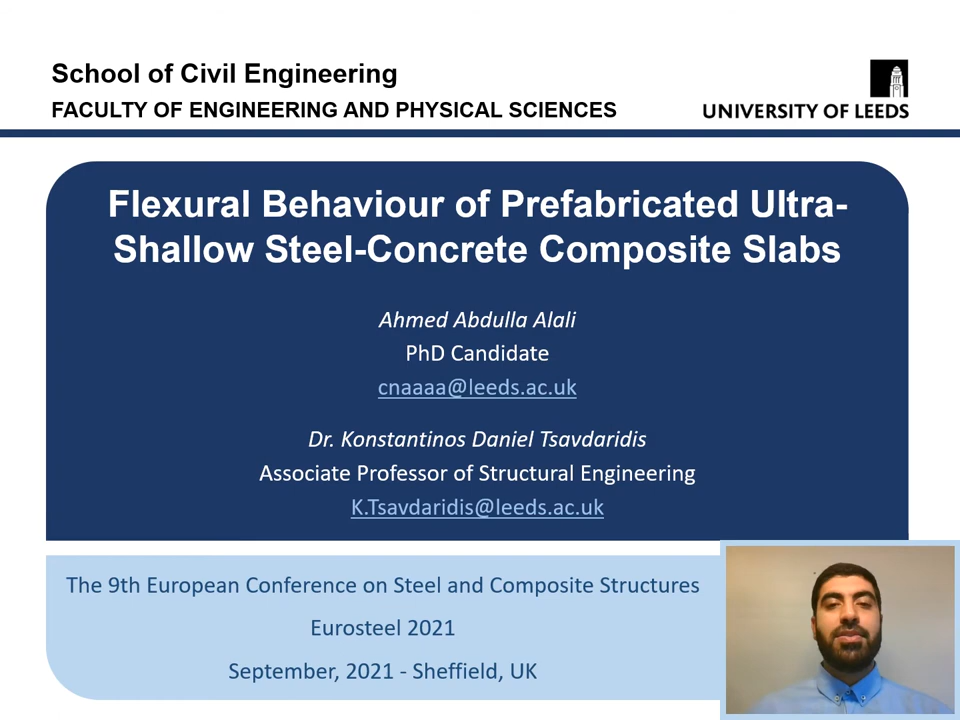 School of Civil Engineering
FACULTY OF ENGINEERING AND PHYSICAL SCIENCES
UNIVERSITY OF LEEDS
Flexural Behaviour of Prefabricated Ultra-
Shallow Steel-Concrete Composite Slabs
Ahmed Abdulla Alali
PhD Candidate
cnaaaa@leeds.ac.uk
Dr. Konstantinos Daniel Tsavdaridis
Associate Professor of Structural Engineering
K.Tsavdaridis@leeds.ac.uk
The 9th European Conference on Steel and Composite Structures
Eurosteel 2021
September, 2021 - Sheffield, UK